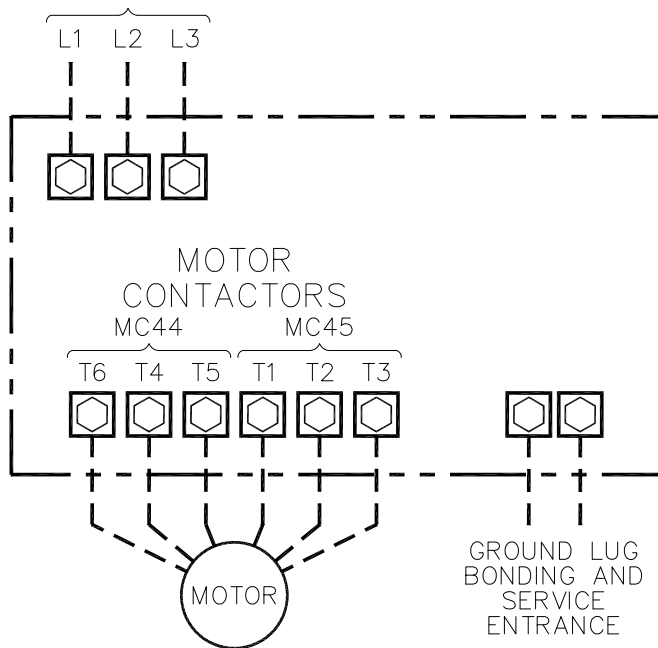 L1 L2 L3
MOTOR
CONTACTORS
MC44 MC45
T6 T4 T5 T1 T2 T3
MOTOR
GROUND LUG
BONDING AND
SERVICE
ENTRANCE